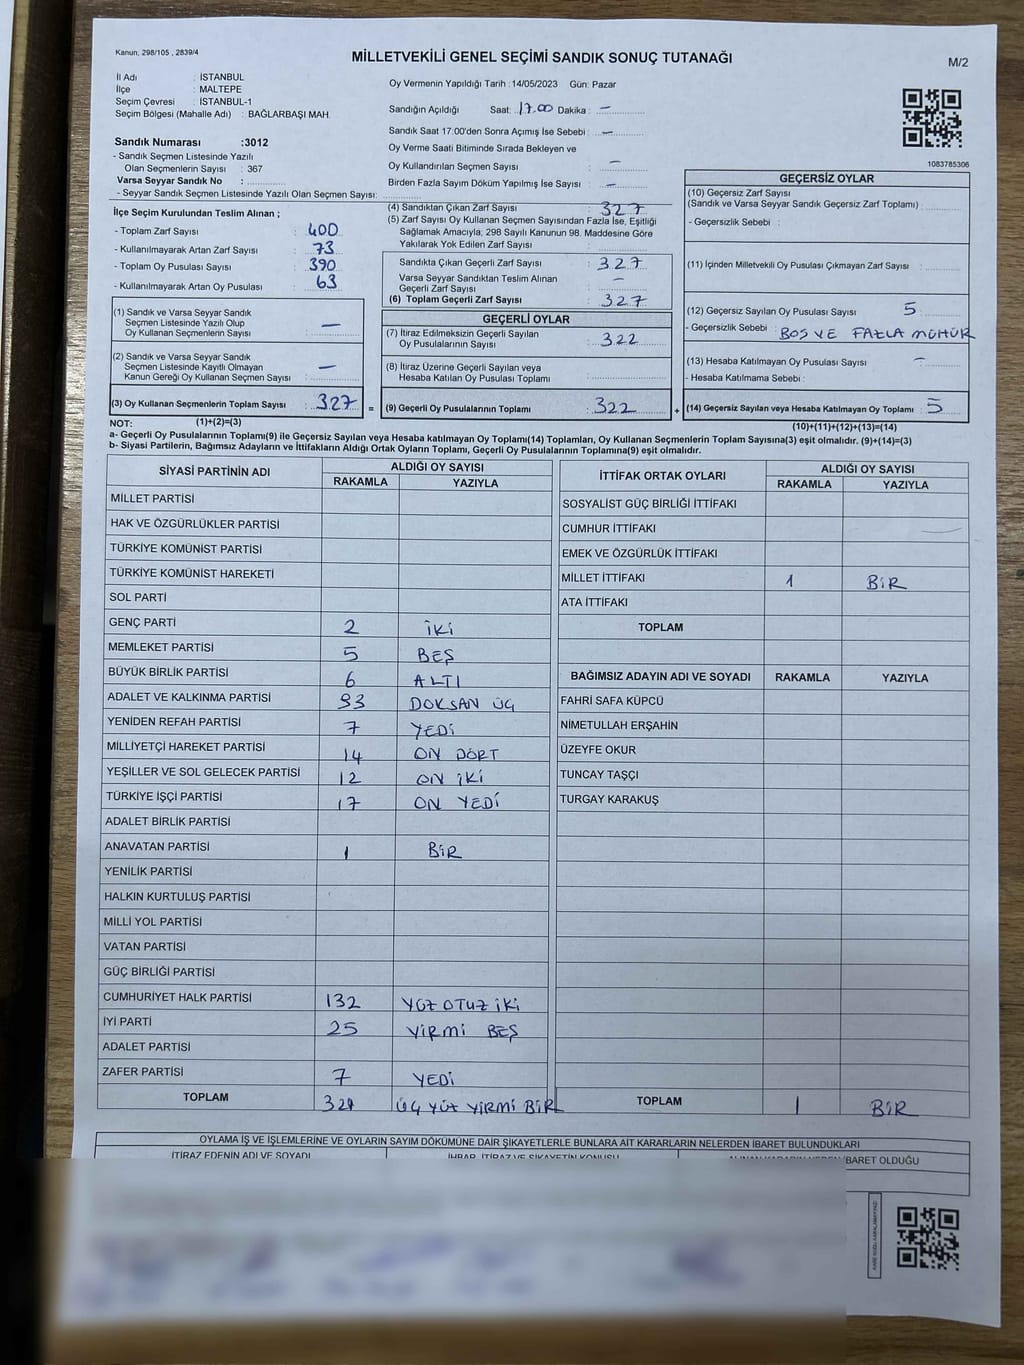 Kanun: 298/105 , 2839/4
MİLLETVEKİLİ GENEL SEÇİMİ SANDIK SONUÇ TUTANAĞI
M/2
İl Adı : İSTANBUL
İlçe : MALTEPE
Seçim Çevresi : İSTANBUL-1
Seçim Bölgesi (Mahalle Adı) : BAĞLARBAŞI MAH.
Sandık Numarası :3012
- Sandık Seçmen Listesinde Yazılı
Olan Seçmenlerin Sayısı : 367
Varsa Seyyar Sandık No :
- Seyyar Sandık Seçmen Listesinde Yazılı Olan Seçmen Sayısı:
Oy Vermenin Yapıldığı Tarih :14/05/2023 Gün: Pazar
Sandığın Açıldığı Saat: 17.00 Dakika : —
Sandık Saat 17:00'den Sonra Açımış İse Sebebi : —
Oy Verme Saati Bitiminde Sırada Bekleyen ve
Oy Kullandırılan Seçmen Sayısı : —
Birden Fazla Sayım Döküm Yapılmış İse Sayısı : —
1083785306
İlçe Seçim Kurulundan Teslim Alınan ;
- Toplam Zarf Sayısı : 400
- Kullanılmayarak Artan Zarf Sayısı : 73
- Toplam Oy Pusulası Sayısı : 390
- Kullanılmayarak Artan Oy Pusulası : 63
(1) Sandık ve Varsa Seyyar Sandık
Seçmen Listesinde Yazılı Olup
Oy Kullanan Seçmenlerin Sayısı : —
(2) Sandık ve Varsa Seyyar Sandık
Seçmen Listesinde Kayıtlı Olmayan
Kanun Gereği Oy Kullanan Seçmen Sayısı : —
(3) Oy Kullanan Seçmenlerin Toplam Sayısı : 327 =
(4) Sandıktan Çıkan Zarf Sayısı : 327
(5) Zarf Sayısı Oy Kullanan Seçmen Sayısından Fazla İse, Eşitliği
Sağlamak Amacıyla, 298 Sayılı Kanunun 98. Maddesine Göre
Yakılarak Yok Edilen Zarf Sayısı :
Sandıkta Çıkan Geçerli Zarf Sayısı : 327
Varsa Seyyar Sandıktan Teslim Alınan
Geçerli Zarf Sayısı : —
(6) Toplam Geçerli Zarf Sayısı : 327
GEÇERLİ OYLAR
(7) İtiraz Edilmeksizin Geçerli Sayılan
Oy Pusulalarının Sayısı : 322
(8) İtiraz Üzerine Geçerli Sayılan veya
Hesaba Katılan Oy Pusulası Toplamı :
(9) Geçerli Oy Pusulalarının Toplamı : 322 +
GEÇERSİZ OYLAR
(10) Geçersiz Zarf Sayısı
(Sandık ve Varsa Seyyar Sandık Geçersiz Zarf Toplamı) :
- Geçersizlik Sebebi :
(11) İçinden Milletvekili Oy Pusulası Çıkmayan Zarf Sayısı :
(12) Geçersiz Sayılan Oy Pusulası Sayısı : 5
- Geçersizlik Sebebi : BOŞ VE FAZLA MÜHÜR
(13) Hesaba Katılmayan Oy Pusulası Sayısı : —
- Hesaba Katılmama Sebebi :
(14) Geçersiz Sayılan veya Hesaba Katılmayan Oy Toplamı : 5
NOT: (1)+(2)=(3) (10)+(11)+(12)+(13)=(14)
a- Geçerli Oy Pusulalarının Toplamı(9) ile Geçersiz Sayılan veya Hesaba katılmayan Oy Toplamı(14) Toplamları, Oy Kullanan Seçmenlerin Toplam Sayısına(3) eşit olmalıdır. (9)+(14)=(3)
b- Siyasi Partilerin, Bağımsız Adayların ve İttifakların Aldığı Ortak Oyların Toplamı, Geçerli Oy Pusulalarının Toplamına(9) eşit olmalıdır.
SİYASİ PARTİNİN ADI ALDIĞI OY SAYISI
RAKAMLA YAZIYLA
MİLLET PARTİSİ
HAK VE ÖZGÜRLÜKLER PARTİSİ
TÜRKİYE KOMÜNİST PARTİSİ
TÜRKİYE KOMÜNİST HAREKETİ
SOL PARTİ
GENÇ PARTİ 2 İKİ
MEMLEKET PARTİSİ 5 BEŞ
BÜYÜK BİRLİK PARTİSİ 6 ALTI
ADALET VE KALKINMA PARTİSİ 93 DOKSAN ÜÇ
YENİDEN REFAH PARTİSİ 7 YEDİ
MİLLİYETÇİ HAREKET PARTİSİ 14 ON DÖRT
YEŞİLLER VE SOL GELECEK PARTİSİ 12 ON İKİ
TÜRKİYE İŞÇİ PARTİSİ 17 ON YEDİ
ADALET BİRLİK PARTİSİ
ANAVATAN PARTİSİ 1 BİR
YENİLİK PARTİSİ
HALKIN KURTULUŞ PARTİSİ
MİLLİ YOL PARTİSİ
VATAN PARTİSİ
GÜÇ BİRLİĞİ PARTİSİ
CUMHURİYET HALK PARTİSİ 132 YÜZ OTUZ İKİ
İYİ PARTİ 25 YİRMİ BEŞ
ADALET PARTİSİ
ZAFER PARTİSİ 7 YEDİ
TOPLAM 321 ÜÇ YÜZ YİRMİ BİR
İTTİFAK ORTAK OYLARI ALDIĞI OY SAYISI
RAKAMLA YAZIYLA
SOSYALİST GÜÇ BİRLİĞİ İTTİFAKI
CUMHUR İTTİFAKI
EMEK VE ÖZGÜRLÜK İTTİFAKI
MİLLET İTTİFAKI 1 BİR
ATA İTTİFAKI
TOPLAM
BAĞIMSIZ ADAYIN ADI VE SOYADI RAKAMLA YAZIYLA
FAHRİ SAFA KÜPCÜ
NİMETULLAH ERŞAHİN
ÜZEYFE OKUR
TUNCAY TAŞÇI
TURGAY KARAKUŞ
TOPLAM 1 BİR
OYLAMA İŞ VE İŞLEMLERİNE VE OYLARIN SAYIM DÖKÜMÜNE DAİR ŞİKAYETLERLE BUNLARA AİT KARARLARIN NELERDEN İBARET BULUNDUKLARI
İTİRAZ EDENİN ADI VE SOYADI İHBAR, İTİRAZ VE ŞİKAYETİN KONUSU ALINAN KARARIN NEDEN İBARET OLDUĞU